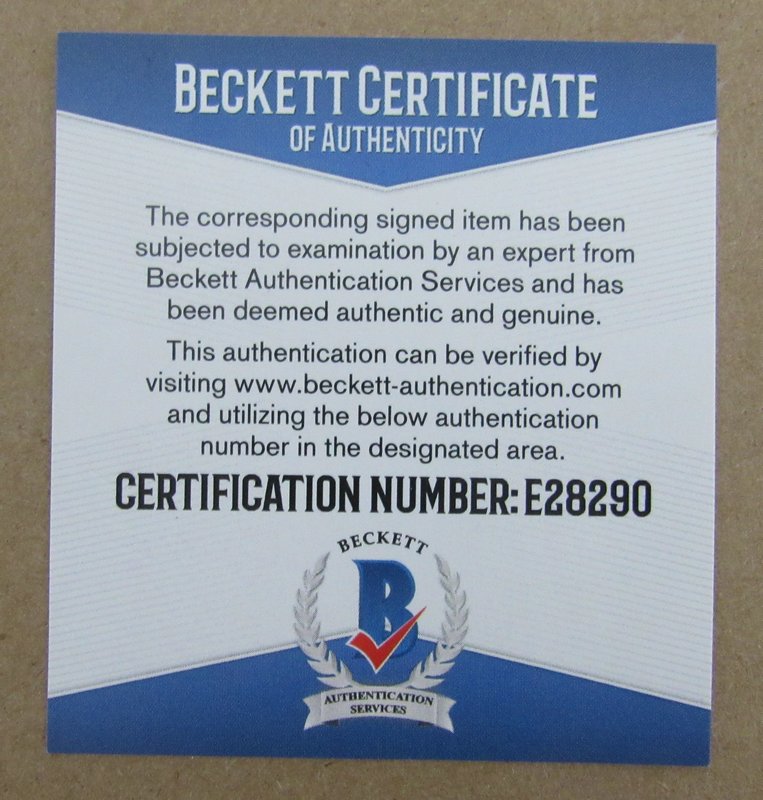 BECKETT CERTIFICATE
OF AUTHENTICITY
The corresponding signed item has been
subjected to examination by an expert from
Beckett Authentication Services and has
been deemed authentic and genuine.
This authentication can be verified by
visiting www.beckett-authentication.com
and utilizing the below authentication
number in the designated area.
CERTIFICATION NUMBER: E28290
BECKETT
B
AUTHENTICATION
SERVICES